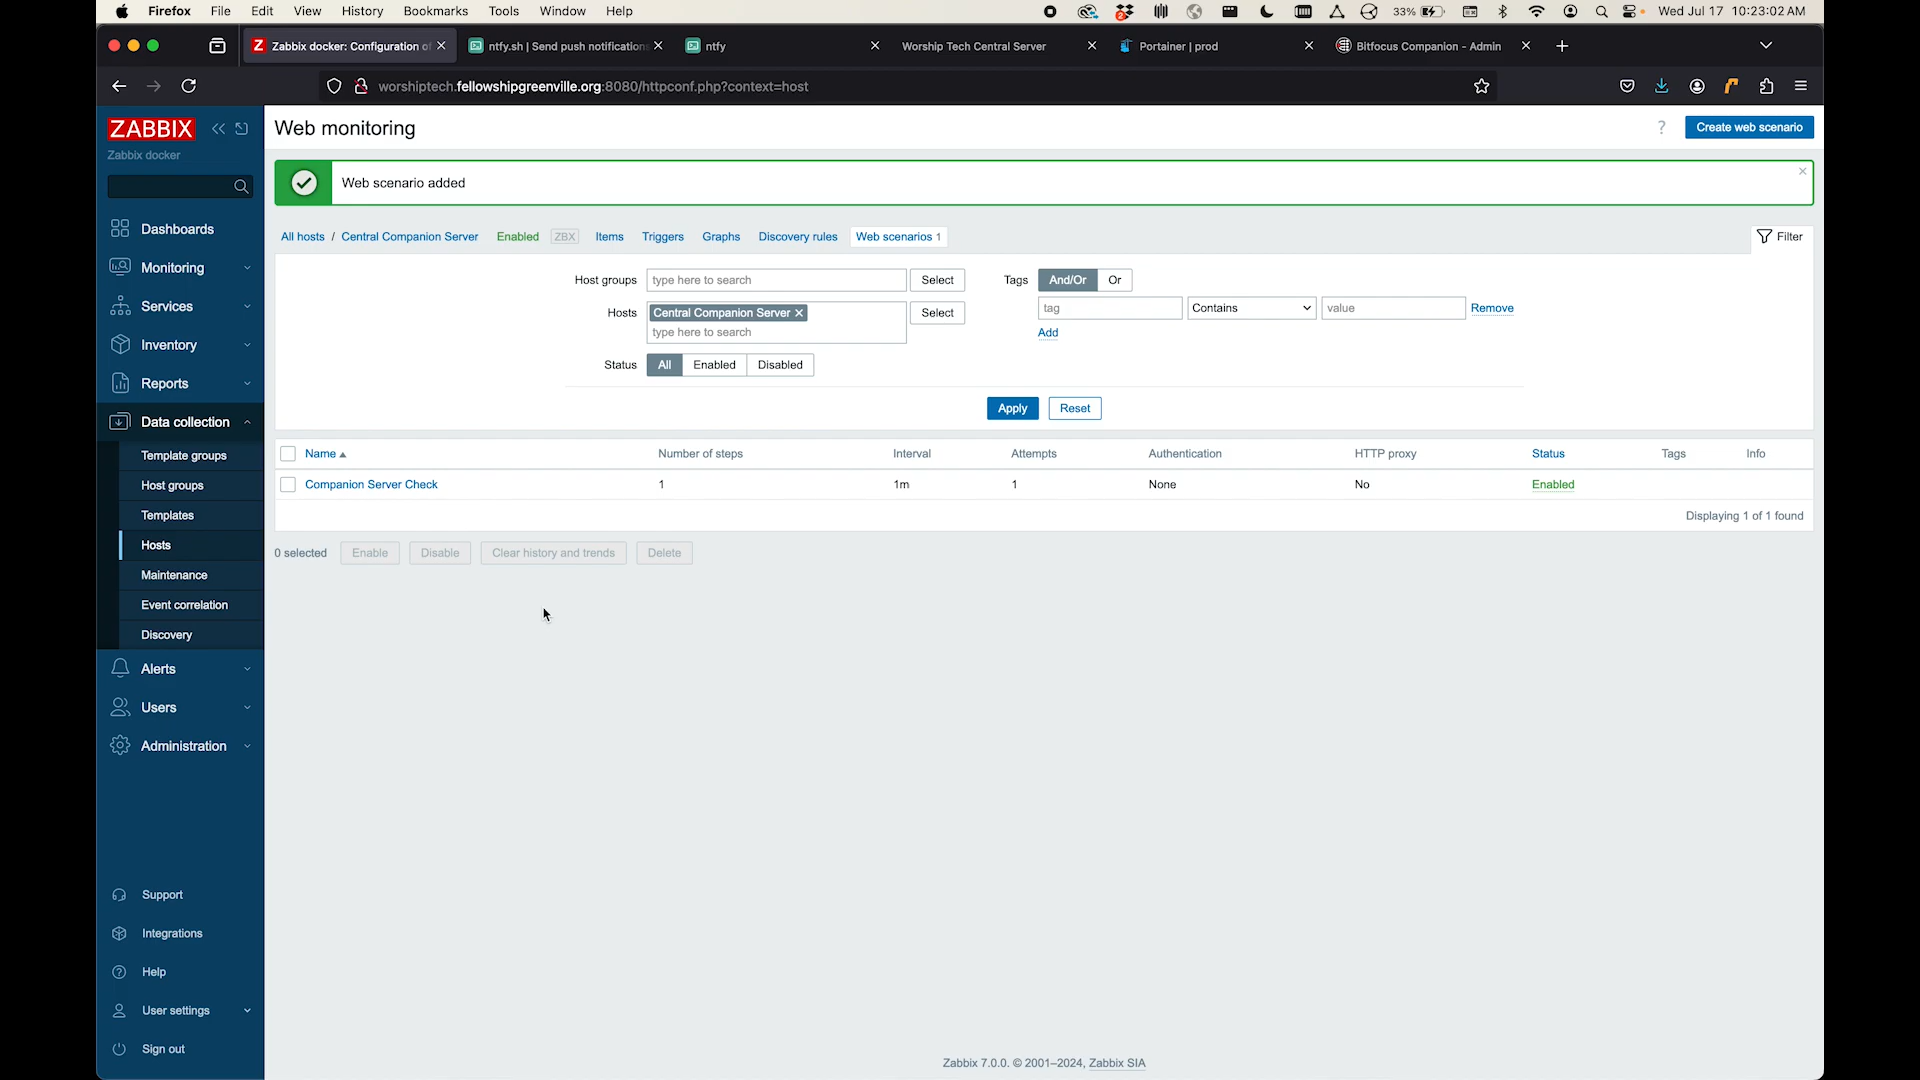 Firefox File Edit View History Bookmarks Tools Window Help 33% Wed Jul 17 10:23:02 AM
Zabbix docker: Configuration of ntfy.sh | Send push notification ntfy Worship Tech Central Server Portainer | prod Bitfocus Companion - Admin
worshiptech.fellowshipgreenville.org:8080/httpconf.php?context=host
ZABBIX
Zabbix docker
Dashboards
Monitoring
Services
Inventory
Reports
Data collection
Template groups
Host groups
Templates
Hosts
Maintenance
Event correlation
Discovery
Alerts
Users
Administration
Support
Integrations
Help
User settings
Sign out
Web monitoring
? Create web scenario
Web scenario added
All hosts / Central Companion Server Enabled ZBX Items Triggers Graphs Discovery rules Web scenarios 1 Filter
Host groups type here to search Select Tags And/Or Or
Hosts Central Companion Server Select tag Contains value Remove
type here to search Add
Status All Enabled Disabled
Apply Reset
Name Number of steps Interval Attempts Authentication HTTP proxy Status Tags Info
Companion Server Check 1 1m 1 None No Enabled
Displaying 1 of 1 found
0 selected Enable Disable Clear history and trends Delete
Zabbix 7.0.0. © 2001–2024, Zabbix SIA